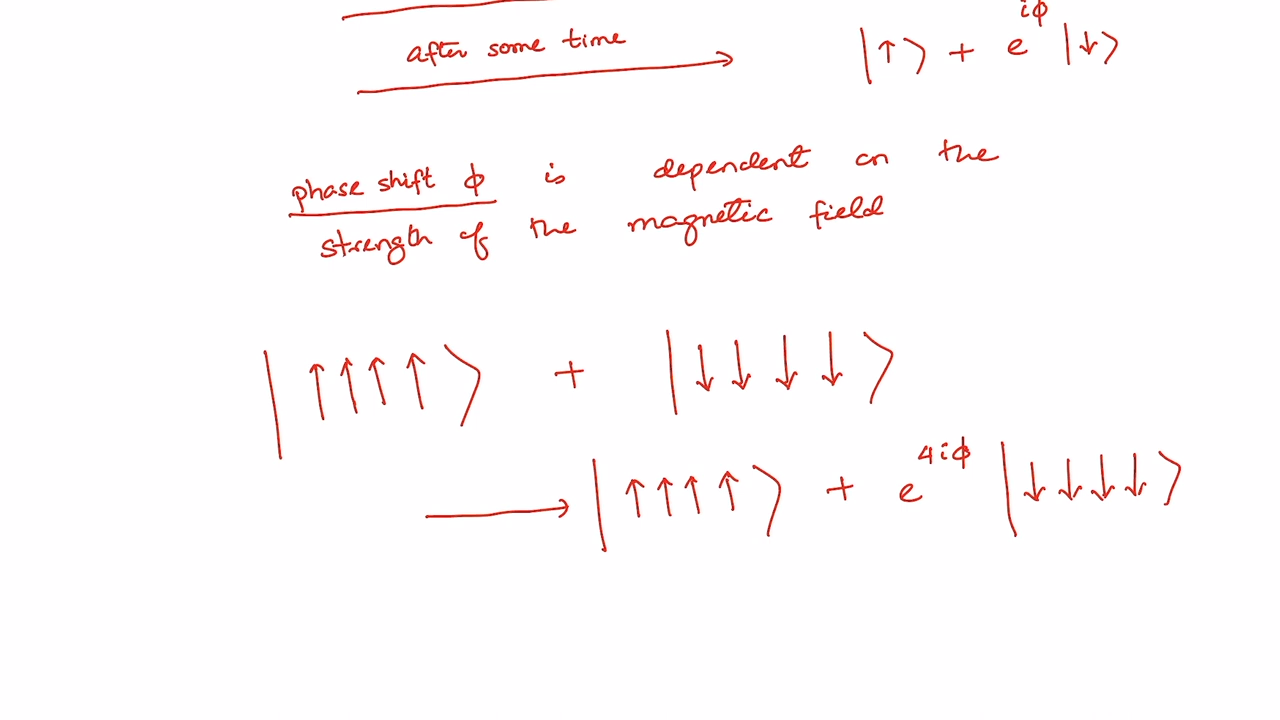 after some time
|↑⟩ + e^{iϕ} |↓⟩
phase shift ϕ is dependent on the
strength of the magnetic field
|↑↑↑↑⟩ + |↓↓↓↓⟩
→ |↑↑↑↑⟩ + e^{4iϕ} |↓↓↓↓⟩